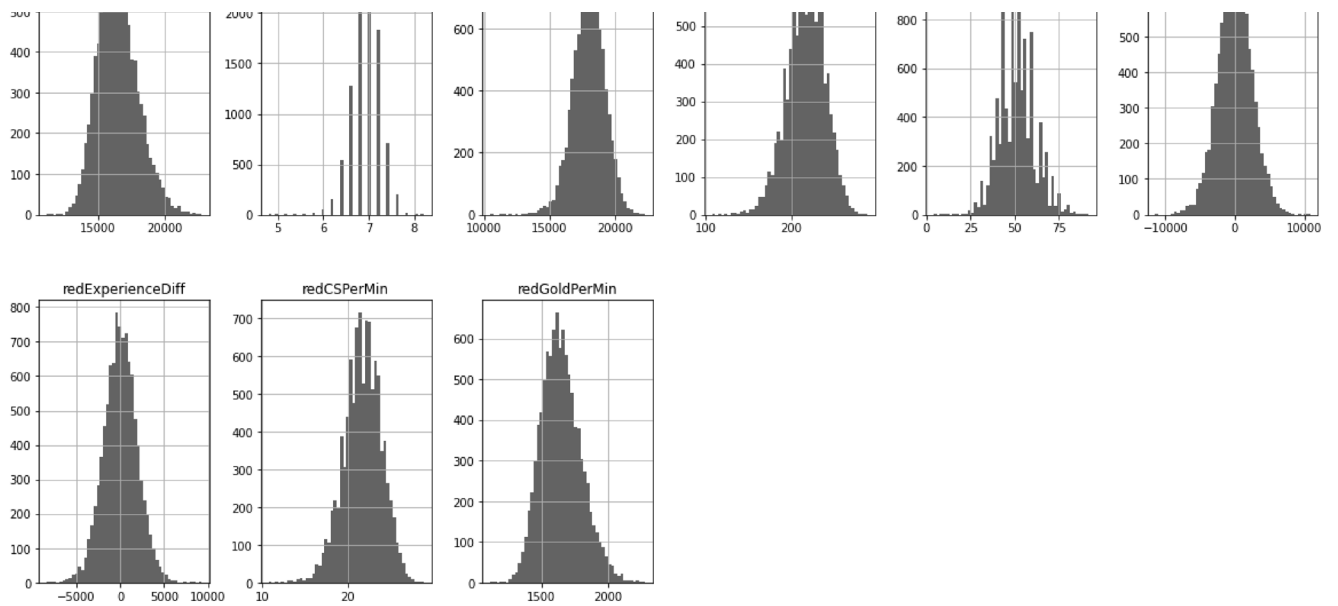 500 2000 600 500 800 500
400 1500 400 400 600 400
300 1000 200 300 400 300
200 500 0 200 200 200
100 0 100 0 100
0 0 0
15000 20000 5 6 7 8 10000 15000 20000 100 200 0 25 50 75 −10000 0 10000
redExperienceDiff redCSPerMin redGoldPerMin
800 700 600
700 600 500
600 500 400
500 400 300
400 300 200
300 200 100
200 100 0
100 0
0
−5000 0 5000 10000 10 20 1500 2000